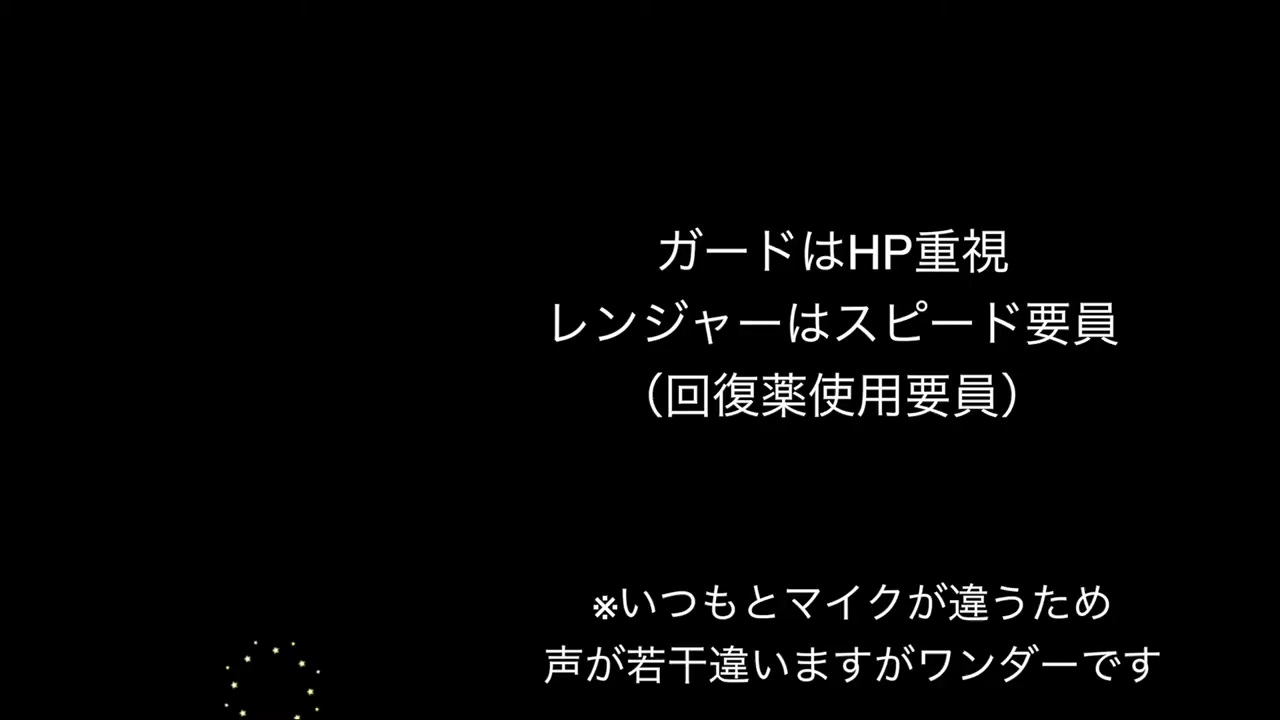 ガードはHP重視
レンジャーはスピード要員
（回復薬使用要員）
※いつもとマイクが違うため
声が若干違いますがワンダーです